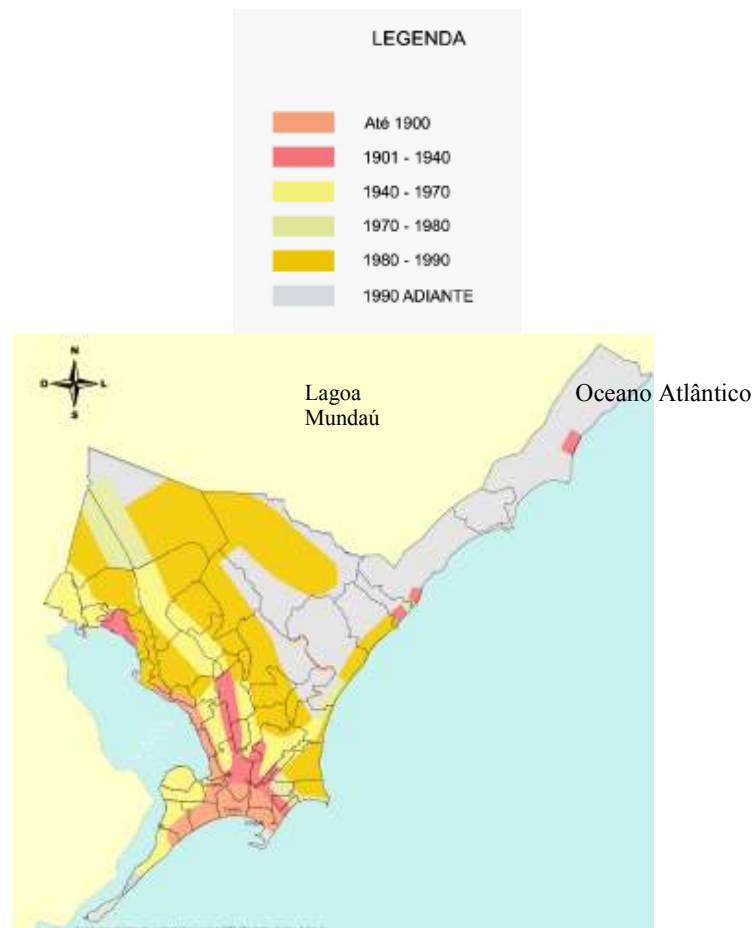 LEGENDA
Até 1900
1901 - 1940
1940 - 1970
1970 - 1980
1980 - 1990
1990 ADIANTE
N
O
L
S
Lagoa
Mundaú
Oceano Atlântico